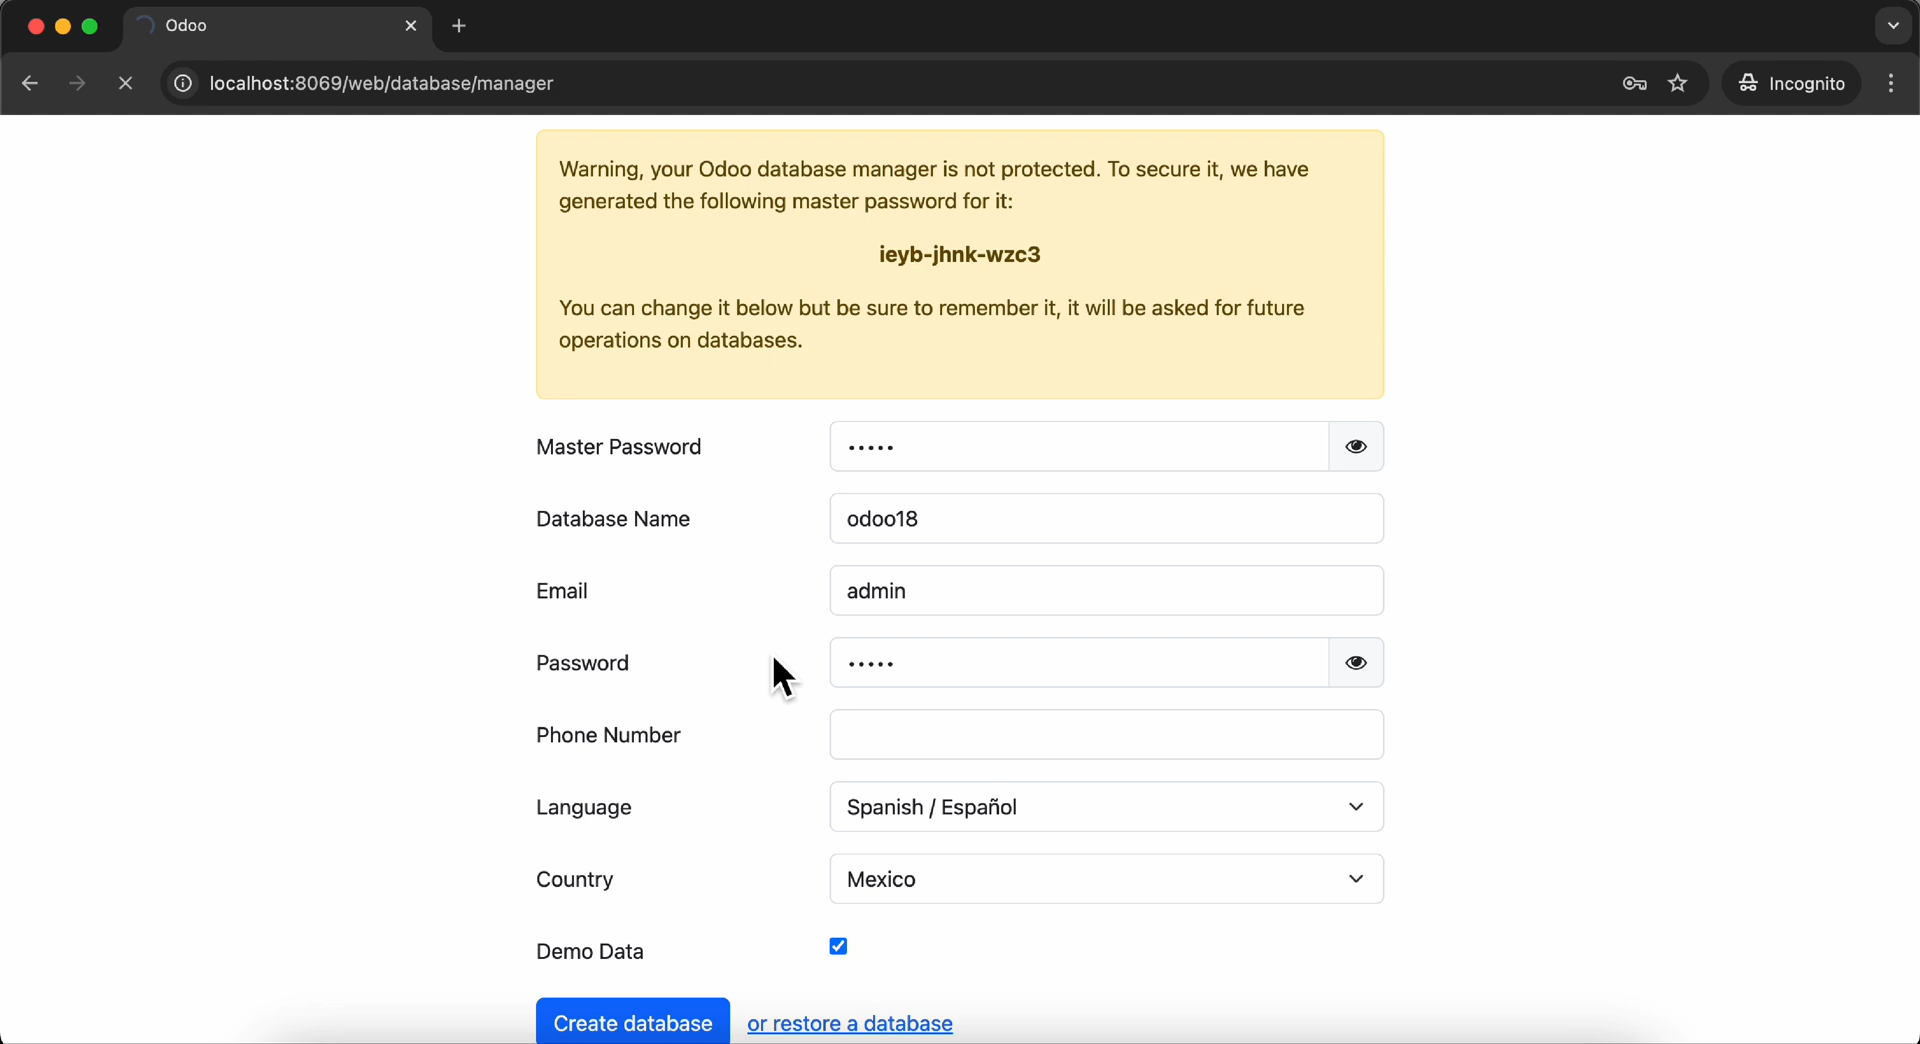 Odoo
localhost:8069/web/database/manager
Incognito
Warning, your Odoo database manager is not protected. To secure it, we have
generated the following master password for it:
ieyb-jhnk-wzc3
You can change it below but be sure to remember it, it will be asked for future
operations on databases.
Master Password •••••
Database Name odoo18
Email admin
Password •••••
Phone Number
Language Spanish / Español
Country Mexico
Demo Data
Create database or restore a database